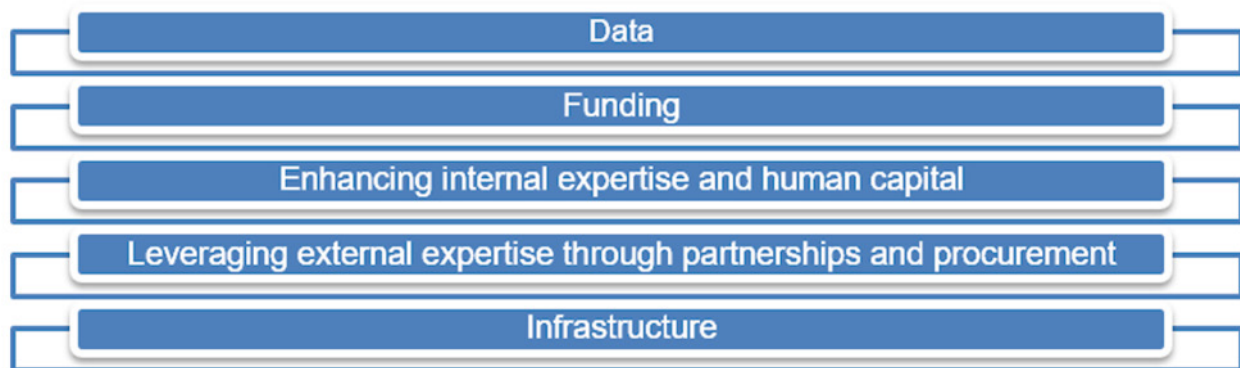 Data
Funding
Enhancing internal expertise and human capital
Leveraging external expertise through partnerships and procurement
Infrastructure